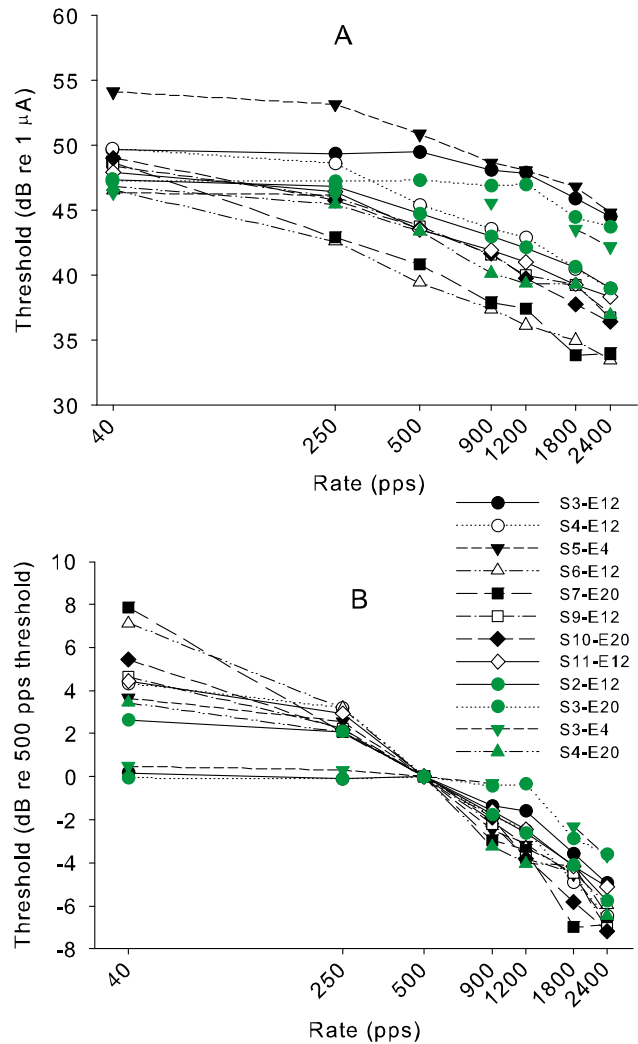 A
60
55
50
45
40
35
30
Threshold (dB re 1 µA)
40
250
500
900
1200
1800
2400
Rate (pps)
S3-E12
S4-E12
S5-E4
S6-E12
S7-E20
S9-E12
S10-E20
S11-E12
S2-E12
S3-E20
S3-E4
S4-E20
B
10
8
6
4
2
0
-2
-4
-6
-8
Threshold (dB re 500 pps threshold)
40
250
500
900
1200
1800
2400
Rate (pps)